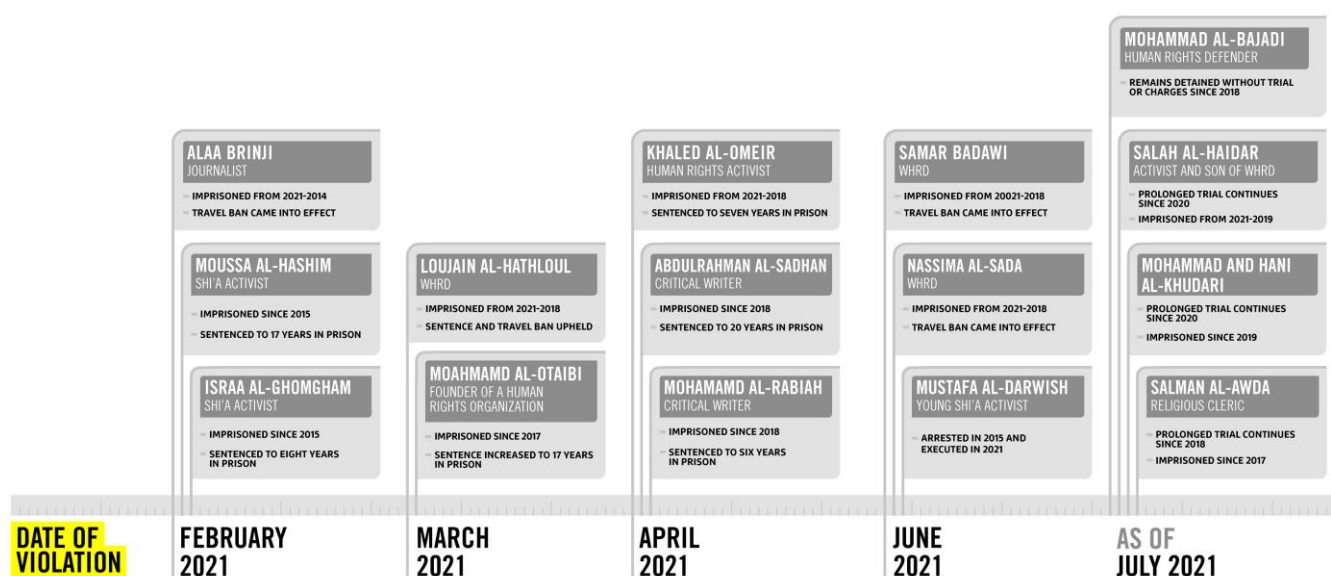 ALAA BRINJI
JOURNALIST
IMPRISONED FROM 2021-2014
TRAVEL BAN CAME INTO EFFECT
MOUSSA AL-HASHIM
SHI'A ACTIVIST
IMPRISONED SINCE 2015
SENTENCED TO 17 YEARS IN PRISON
ISRAA AL-GHOMGHAM
SHI'A ACTIVIST
IMPRISONED SINCE 2015
SENTENCED TO EIGHT YEARS
IN PRISON
LOUJAIN AL-HATHLOUL
WHRD
IMPRISONED FROM 2021-2018
SENTENCE AND TRAVEL BAN UPHELD
MOAHMAMD AL-OTAIBI
FOUNDER OF A HUMAN
RIGHTS ORGANIZATION
IMPRISONED SINCE 2017
SENTENCE INCREASED TO 17 YEARS
IN PRISON
KHALED AL-OMEIR
HUMAN RIGHTS ACTIVIST
IMPRISONED FROM 2021-2018
SENTENCED TO SEVEN YEARS IN PRISON
ABDULRAHMAN AL-SADHAN
CRITICAL WRITER
IMPRISONED SINCE 2018
SENTENCED TO 20 YEARS IN PRISON
MOHAMAMD AL-RABIAH
CRITICAL WRITER
IMPRISONED SINCE 2018
SENTENCED TO SIX YEARS
IN PRISON
SAMAR BADAWI
WHRD
IMPRISONED FROM 20021-2018
TRAVEL BAN CAME INTO EFFECT
NASSIMA AL-SADA
WHRD
IMPRISONED FROM 2021-2018
TRAVEL BAN CAME INTO EFFECT
MUSTAFA AL-DARWISH
YOUNG SHI'A ACTIVIST
ARRESTED IN 2015 AND
EXECUTED IN 2021
MOHAMMAD AL-BAJADI
HUMAN RIGHTS DEFENDER
REMAINS DETAINED WITHOUT TRIAL
OR CHARGES SINCE 2018
SALAH AL-HAIDAR
ACTIVIST AND SON OF WHRD
PROLONGED TRIAL CONTINUES
SINCE 2020
IMPRISONED FROM 2021-2019
MOHAMMAD AND HANI
AL-KHUDARI
PROLONGED TRIAL CONTINUES
SINCE 2020
IMPRISONED SINCE 2019
SALMAN AL-AWDA
RELIGIOUS CLERIC
PROLONGED TRIAL CONTINUES
SINCE 2018
IMPRISONED SINCE 2017
DATE OF
VIOLATION
FEBRUARY
2021
MARCH
2021
APRIL
2021
JUNE
2021
AS OF
JULY 2021